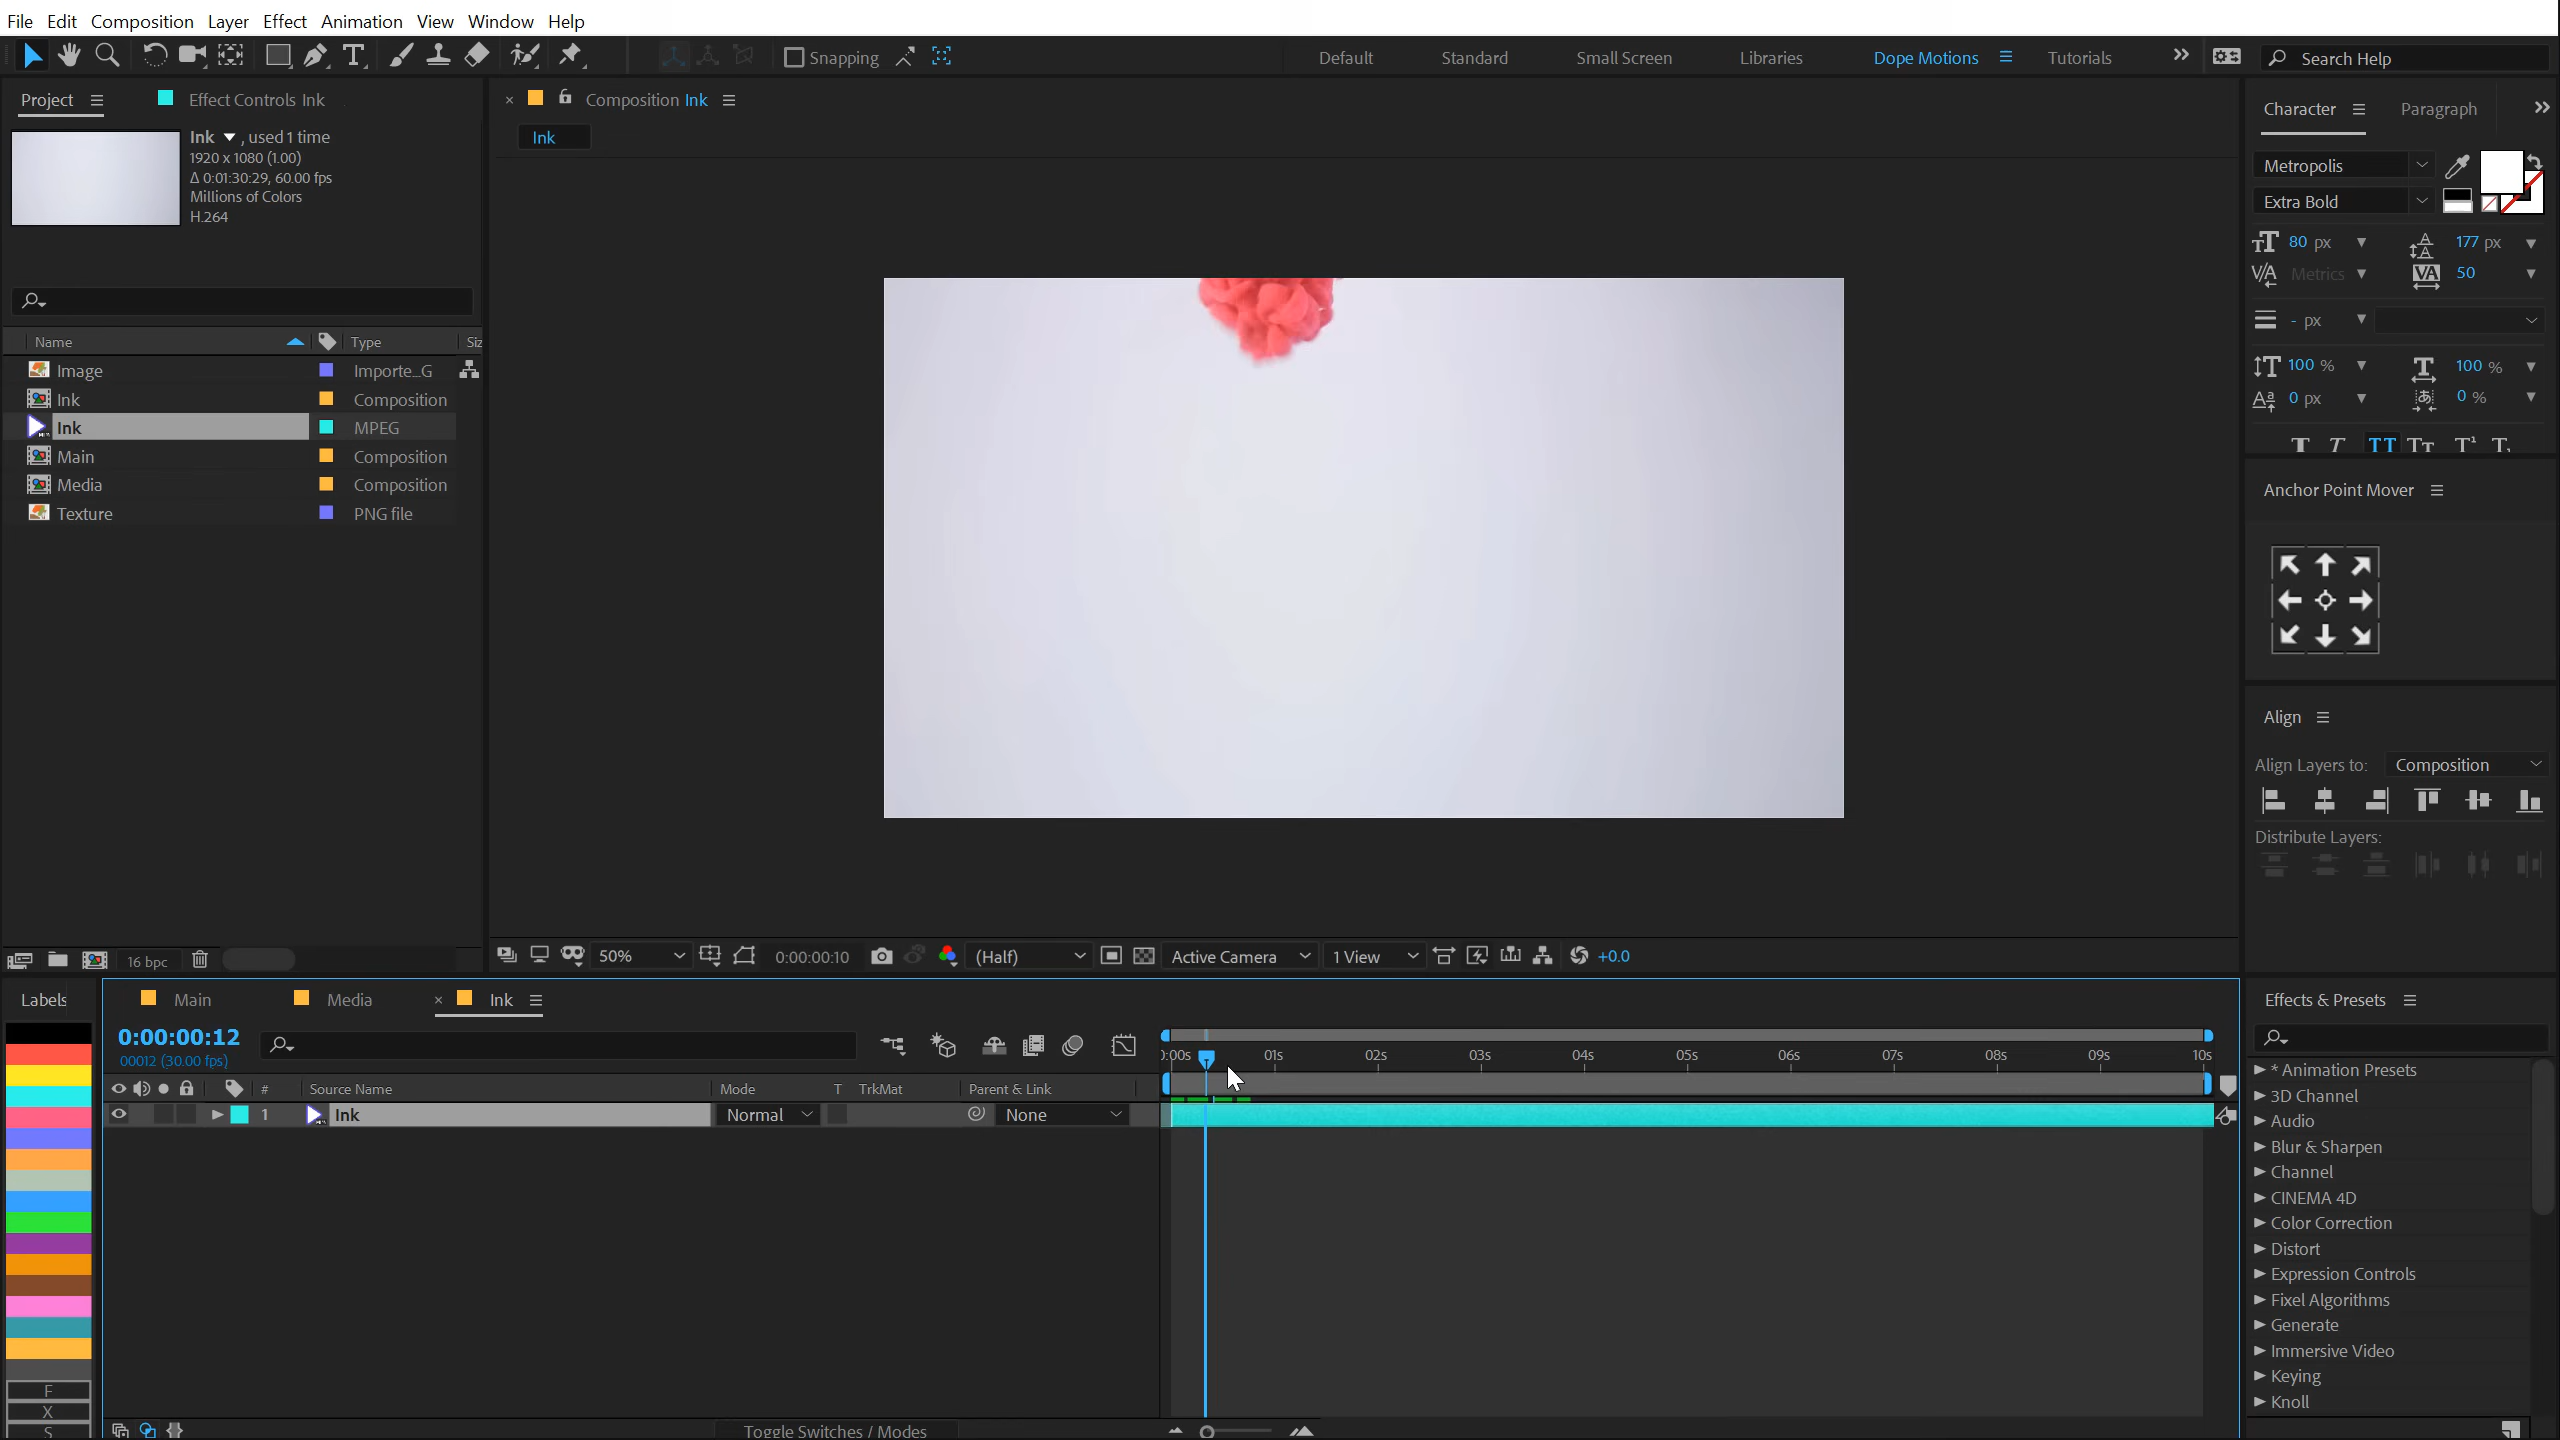 File Edit Composition Layer Effect Animation View Window Help
Snapping
Default Standard Small Screen Libraries Dope Motions Tutorials
Search Help
Project
Effect Controls Ink
Ink , used 1 time
1920 x 1080 (1.00)
Δ 0:01:30:29, 60.00 fps
Millions of Colors
H.264
Name Type Siz
Image Importe...G
Ink Composition
Ink MPEG
Main Composition
Media Composition
Texture PNG file
16 bpc
Composition Ink
Ink
50% 0:00:00:10 (Half) Active Camera 1 View +0.0
Character Paragraph
Metropolis
Extra Bold
80 px 177 px
Metrics 50
- px
100 % 100 %
0 px 0 %
Anchor Point Mover
Align
Align Layers to: Composition
Distribute Layers:
Labels
F
X
S
Main Media Ink
0:00:00:12
00012 (30.00 fps)
# Source Name Mode T TrkMat Parent & Link
1 Ink Normal None
):00s 01s 02s 03s 04s 05s 06s 07s 08s 09s 10s
Toggle Switches / Modes
Effects & Presets
* Animation Presets
3D Channel
Audio
Blur & Sharpen
Channel
CINEMA 4D
Color Correction
Distort
Expression Controls
Fixel Algorithms
Generate
Immersive Video
Keying
Knoll